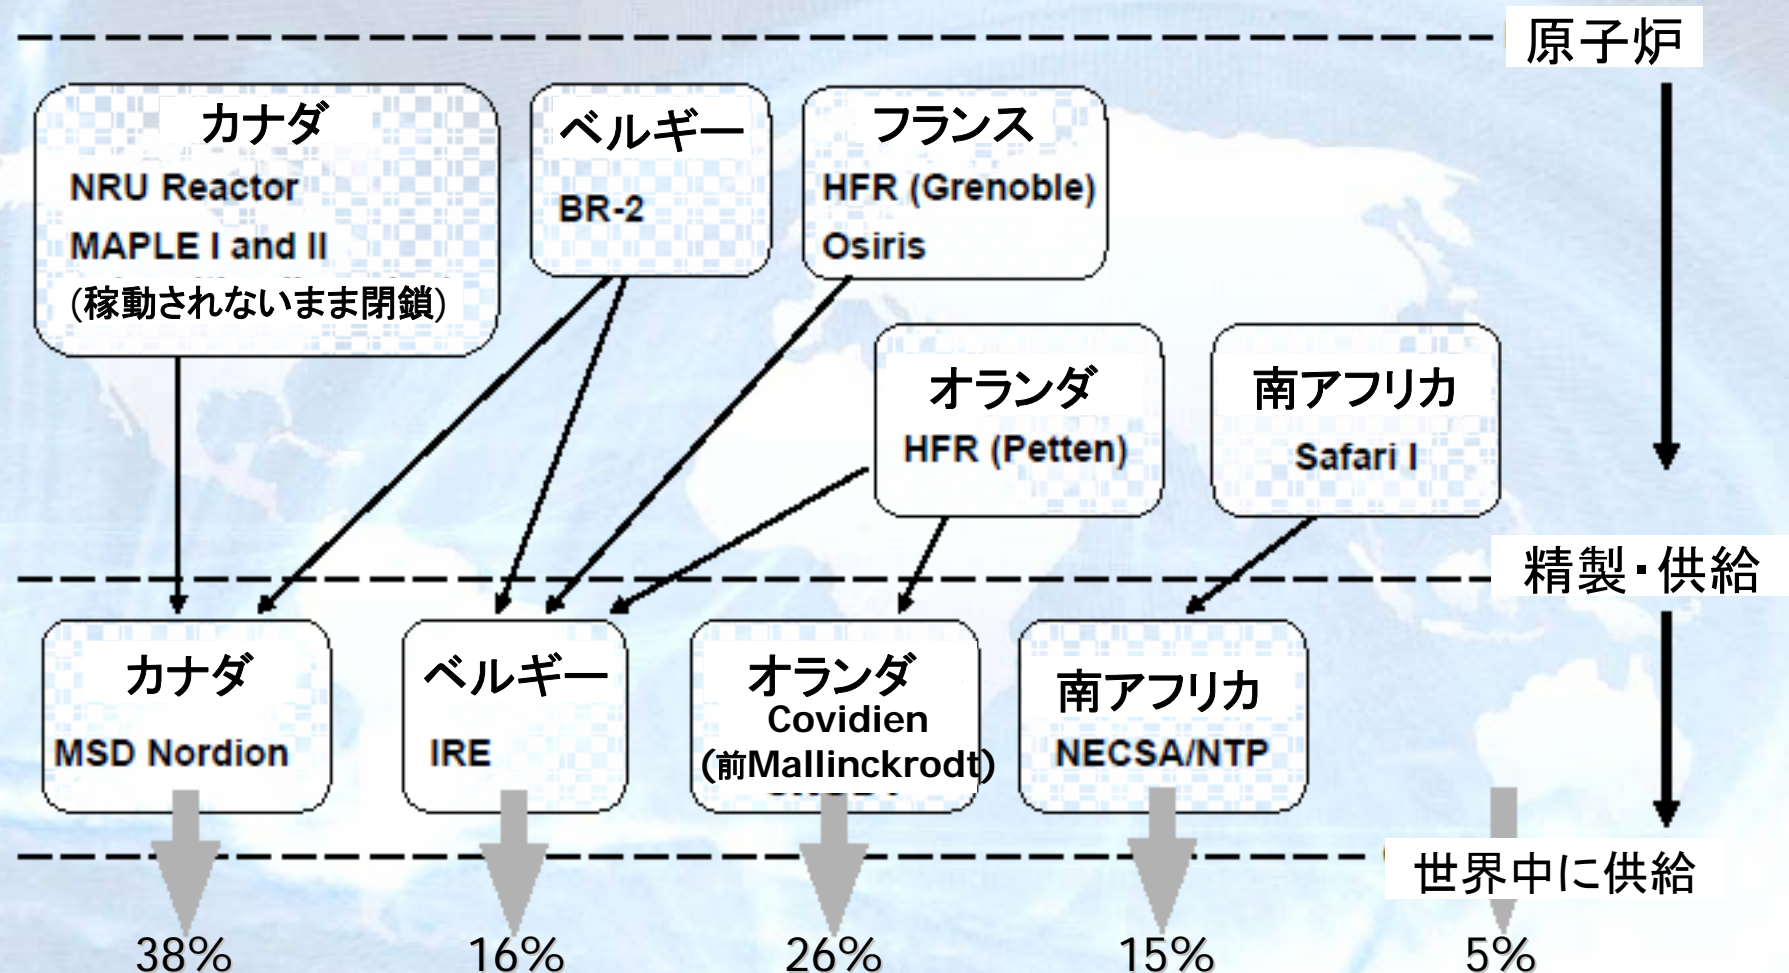 原子炉
カナダ
NRU Reactor
MAPLE I and II
(稼動されないまま閉鎖)
ベルギー
BR-2
フランス
HFR (Grenoble)
Osiris
オランダ
HFR (Petten)
南アフリカ
Safari I
精製・供給
カナダ
MSD Nordion
ベルギー
IRE
オランダ
Covidien
(前Mallinckrodt)
南アフリカ
NECSA/NTP
世界中に供給
38%
16%
26%
15%
5%